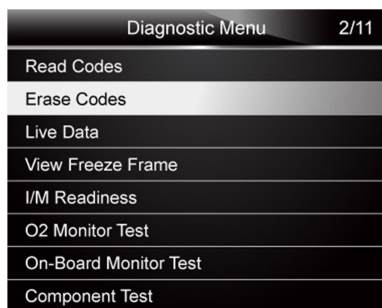 Diagnostic Menu 2/11
Read Codes
Erase Codes
Live Data
View Freeze Frame
I/M Readiness
O2 Monitor Test
On-Board Monitor Test
Component Test